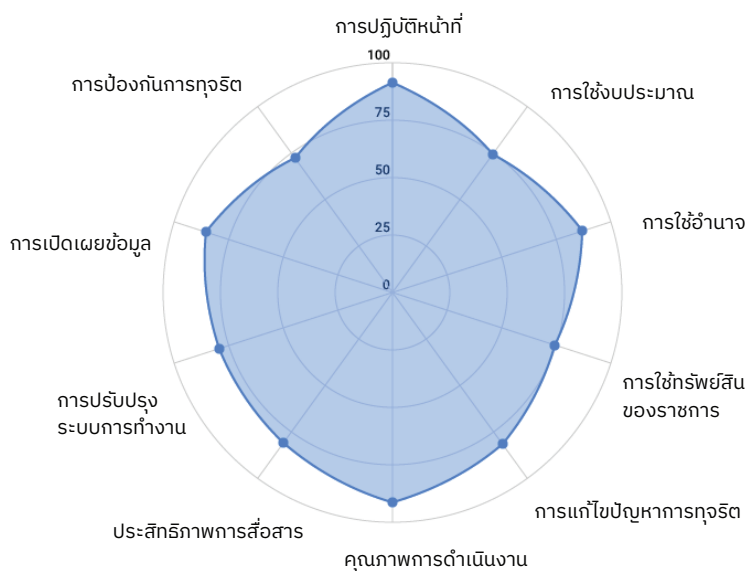 การปฏิบัติหน้าที่
100
การป้องกันการทุจริต
การใช้งบประมาณ
75
50
การใช้อำนาจ
การเปิดเผยข้อมูล
25
0
การใช้ทรัพย์สิน
ของราชการ
การปรับปรุง
ระบบการทำงาน
การแก้ไขปัญหาการทุจริต
ประสิทธิภาพการสื่อสาร
คุณภาพการดำเนินงาน